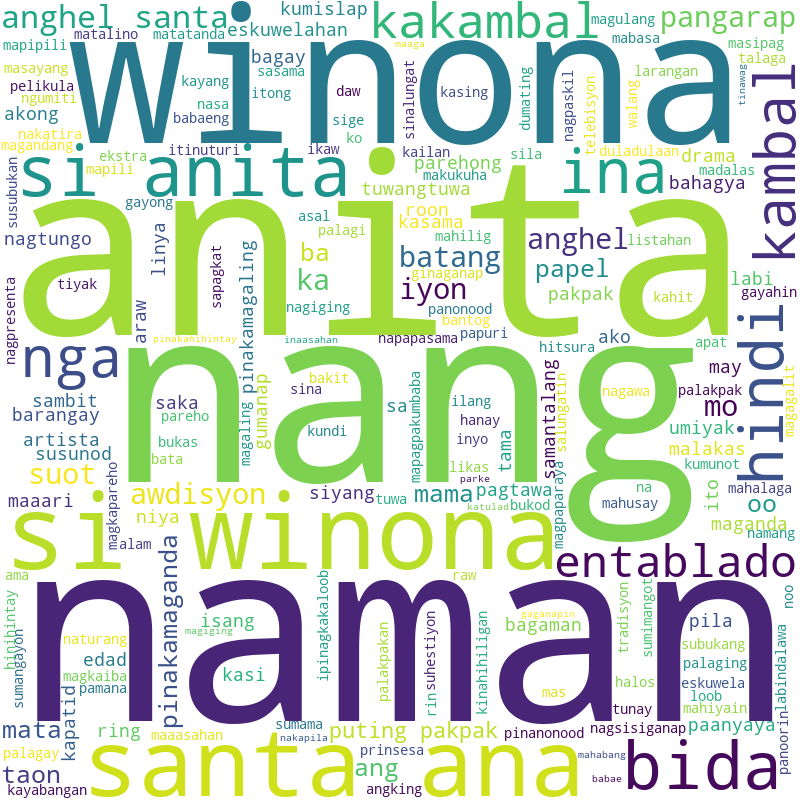 anghel santa
kumislap
kakambal
magulang
pangarap
mapipili
matalino
matatanda
eskuwelahan
mabasa
masipag
masayang
bagay
talaga
winona
maaga
pelikula
kayang
sasama
daw
kasing
larangan
ngumiti
nasa
itong
sinalungat
dumating
nagpaskil
telebisyon
walang
tinawag
akong
babaeng
sige
ko
nakatira
magandang
ekstra
itinuturi
ikaw
kailan
parehong
sila
duladulaan
drama
kambal
si anita
mapili
makukuha
ina
madalas
bahagya
susubukan
gayong
tuwangtuwa
anita
asal
roon
kasama
mahilig
linya
palagi
nagtungo
ba
batang
anghel
listahan
ginaganap
papel
labi
tiyak
sapagkat
ka
iyon
panonood
pakpak
kahit
gayahin
nagpresenta
araw
pinakamagaling
nagiging
bantog
napapasama
papuri
hitsura
ako
apat
pinakahihintay
inaasahan
nang
hindi
nga
bakit
sina
nagawa
may
sambit
saka
sa
ilang
mo
palakpak
barangay
pareho
gumanap
mapagpakumbaba
hanay
samantalang
salungatin
umiyak
magagalit
artista
bukas
magaling
kundi
inyo
tama
malakas
susunod
bata
likas
parke
kumunot
suot
awdisyon
siyang
tuwa
mama
pagtawa
na
mahalaga
maaari
magkapareho
niya
katulad
bukod
magpaparaya
mahusay
ito
oo
maganda
namang
si winona
alam
entablado
ama
raw
gaganapin
naman
hinihintay
sumangayon
pinakamaganda
magiging
isang
ipinagkakaloob
palakpakan
suhestiyon
kinahihiligan
bagaman
tradisyon
sumimangot
pila
noo
naturang
subukang
labindalawa
edad
magkaiba
kasi
palaging
pamana
rin
mas
halos
eskuwela
loob
mata
kapatid
ring
sumama
tunay
mahiyain
panoorin
maaasahan
nakapila
puting pakpak
pinanonood
nagsisiganap
paanyaya
palagay
santa ana
prinsesa
mahabang
bida
taon
ang
kayabangan
angking
babae